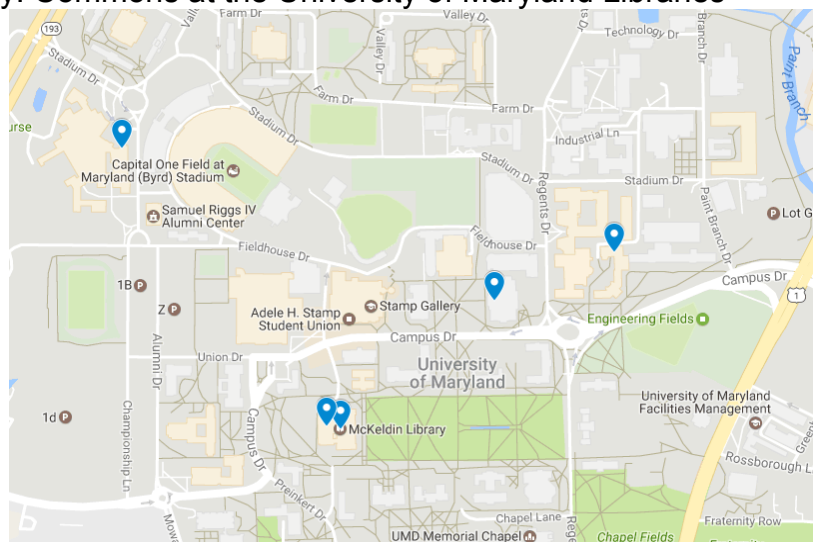 y. Commons at the University of Maryland Libraries
193
Farm Dr
Valley Dr
Technology Dr
Branch Dr
Valley Dr
Stadium Dr
Farm Dr
Farm Dr
Paint Branch
urse
Stadium Dr
Industrial Ln
Capital One Field at
Maryland (Byrd) Stadium
Stadium Dr
Stadium Dr
Regents Dr
Samuel Riggs IV
Alumni Center
Paint Branch Dr
P Lot G
Fieldhouse Dr
Fieldhouse Dr
Campus Dr
1B P
Z P
Stamp Gallery
Adele H. Stamp
Student Union
Engineering Fields
1
Campus Dr
Union Dr
University
of Maryland
Alumni Dr
University of Maryland
Facilities Management
1d P
Championship Ln
Campus Dr
McKeldin Library
Rossborough L
Preinkert Dr
Chapel Lane
Fraternity Row
UMD Memorial Chapel
Chapel Fields